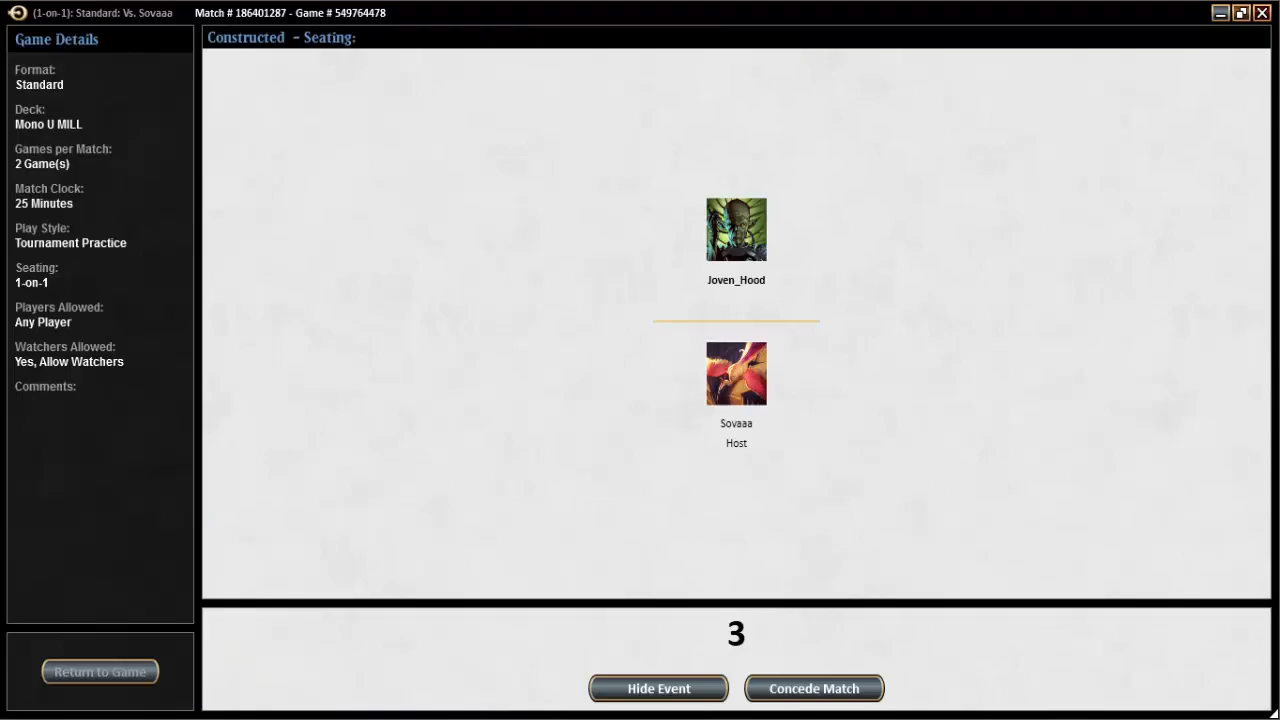 (1-on-1): Standard: Vs. Sovaaa Match # 186401287 - Game # 549764478
Game Details
Format:
Standard
Deck:
Mono U MILL
Games per Match:
2 Game(s)
Match Clock:
25 Minutes
Play Style:
Tournament Practice
Seating:
1-on-1
Players Allowed:
Any Player
Watchers Allowed:
Yes, Allow Watchers
Comments:
Return to Game
Constructed - Seating:
Joven_Hood
Sovaaa
Host
3
Hide Event Concede Match